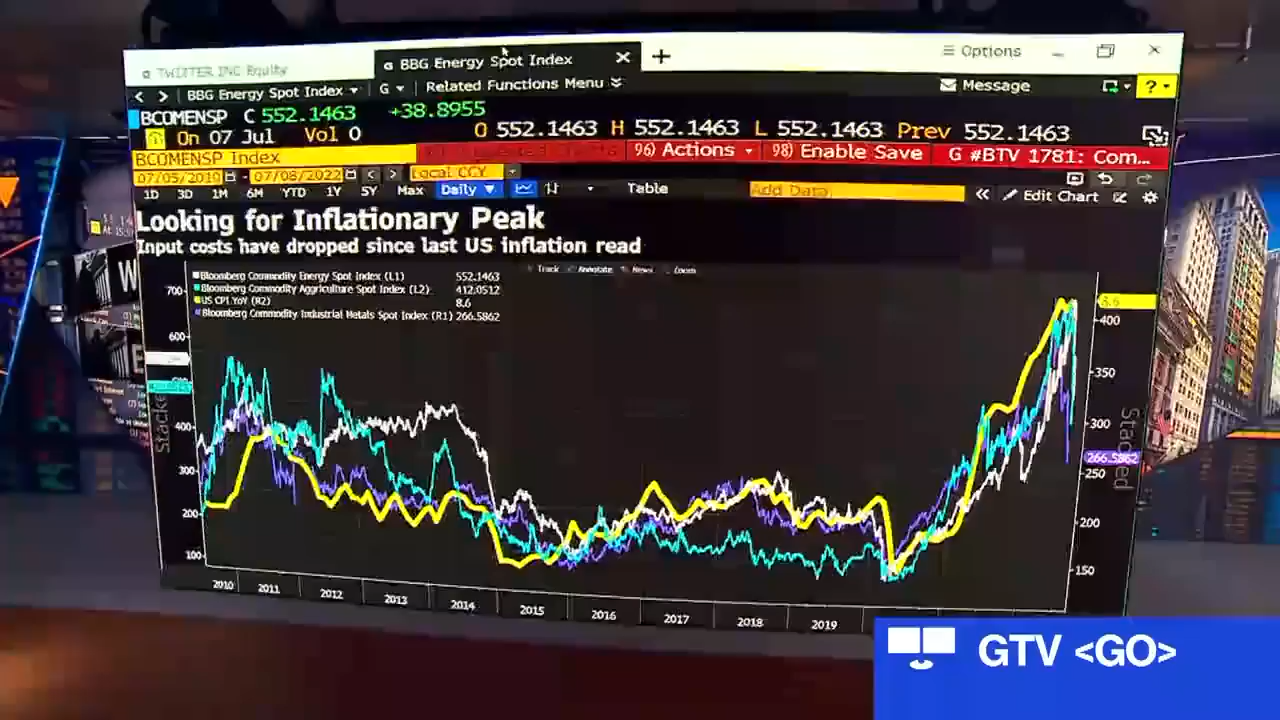 TWITTER INC Equity
BBG Energy Spot Index
Options
BBG Energy Spot Index
G
Related Functions Menu
Message
?
BCOMENSP C 552.1463 +38.8955
On 07 Jul Vol 0 O 552.1463 H 552.1463 L 552.1463 Prev 552.1463
BCOMENSP Index 96) Actions 98) Enable Save G #BTV 1781: Com...
07/05/2010 - 07/08/2022 Local CCY
1D 3D 1M 6M YTD 1Y 5Y Max Daily Table Add Data Edit Chart
Looking for Inflationary Peak
Input costs have dropped since last US inflation read
Track Annotate News Zoom
Bloomberg Commodity Energy Spot Index (L1) 552.1463
Bloomberg Commodity Aggriculture Spot Index (L2) 412.0512
US CPI YoY (R2) 8.6
Bloomberg Commodity Industrial Metals Spot Index (R1) 266.5862
700
600
400
300
200
100
Stacked
8.6
400
350
300
266.5862
250
200
150
Stacked
2010 2011 2012 2013 2014 2015 2016 2017 2018 2019
GTV <GO>